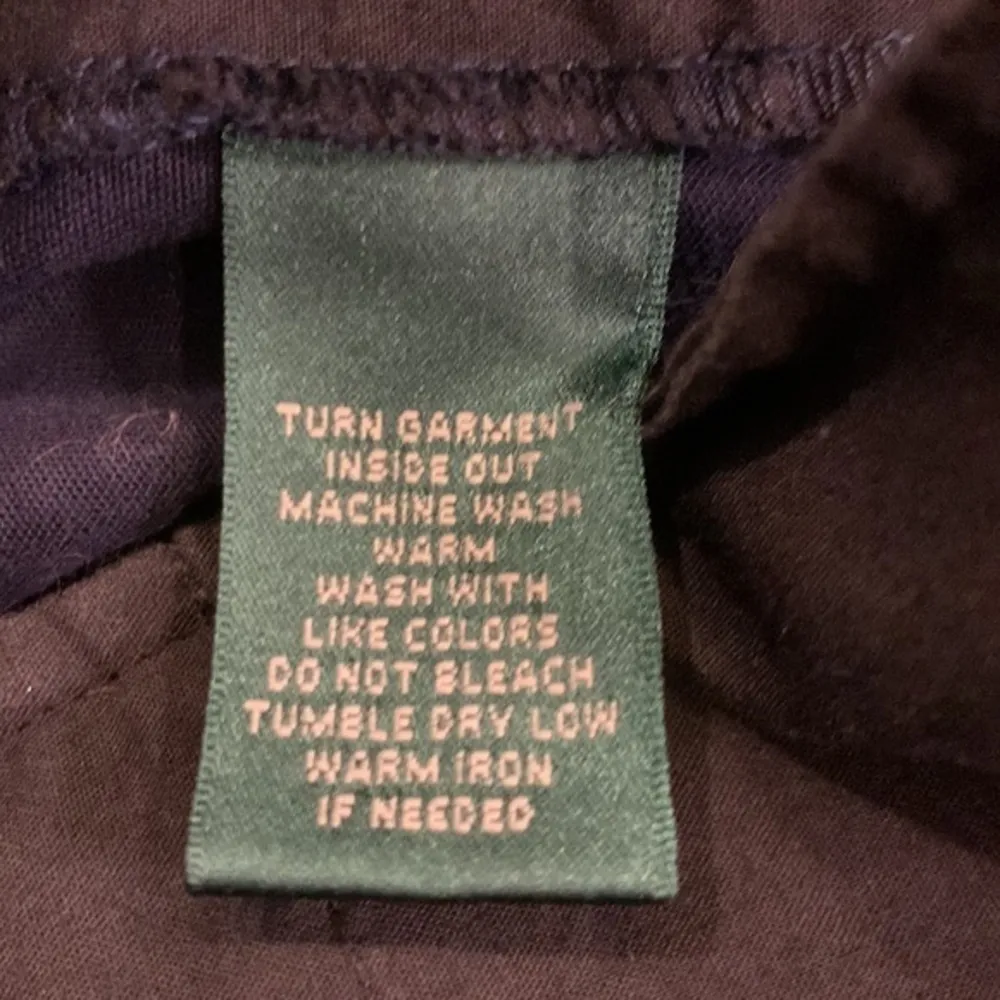 TURN GARMENT
INSIDE OUT
MACHINE WASH
WARM
WASH WITH
LIKE COLORS
DO NOT BLEACH
TUMBLE DRY LOW
WARM IRON
IF NEEDED